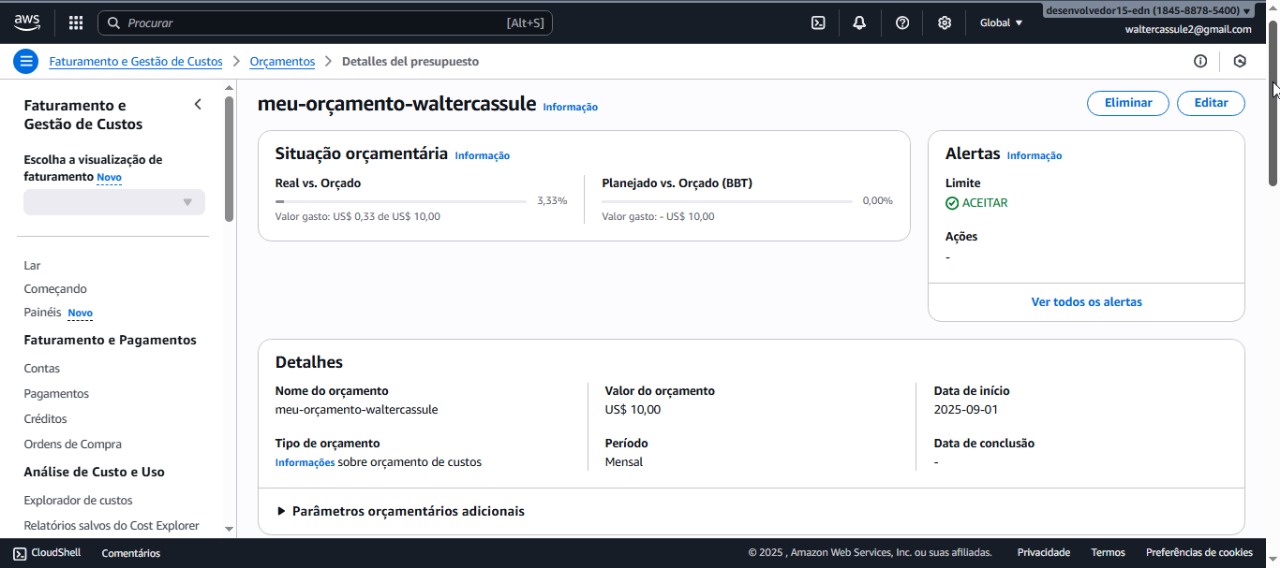 aws
Procurar [Alt+S]
Global
desenvolvedor15-edn (1845-8878-5400)
waltercassule2@gmail.com
Faturamento e Gestão de Custos > Orçamentos > Detalles del presupuesto
Faturamento e
Gestão de Custos
Escolha a visualização de
faturamento Novo
Lar
Começando
Painéis Novo
Faturamento e Pagamentos
Contas
Pagamentos
Créditos
Ordens de Compra
Análise de Custo e Uso
Explorador de custos
Relatórios salvos do Cost Explorer
meu-orçamento-waltercassule Informação
Eliminar
Editar
Situação orçamentária Informação
Real vs. Orçado
3,33%
Valor gasto: US$ 0,33 de US$ 10,00
Planejado vs. Orçado (BBT)
0,00%
Valor gasto: - US$ 10,00
Alertas Informação
Limite
ACEITAR
Ações
-
Ver todos os alertas
Detalhes
Nome do orçamento
meu-orçamento-waltercassule
Tipo de orçamento
Informações sobre orçamento de custos
Valor do orçamento
US$ 10,00
Período
Mensal
Data de início
2025-09-01
Data de conclusão
-
Parâmetros orçamentários adicionais
CloudShell
Comentários
© 2025 , Amazon Web Services, Inc. ou suas afiliadas.
Privacidade
Termos
Preferências de cookies